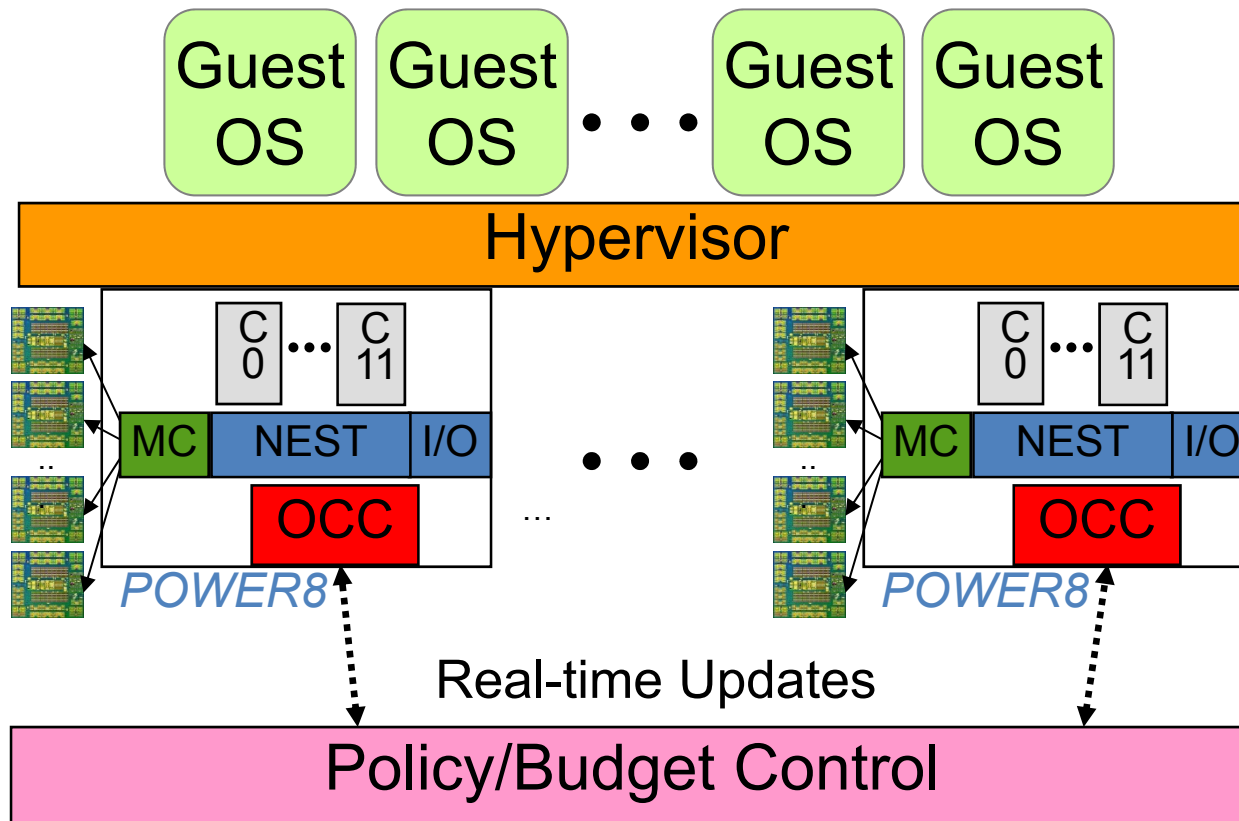 Guest
OS
Guest
OS
• • •
Guest
OS
Guest
OS
Hypervisor
C
0
•••
C
11
MC
NEST
I/O
..
OCC
POWER8
• • •
...
C
0
•••
C
11
MC
NEST
I/O
..
OCC
POWER8
Real-time Updates
Policy/Budget Control